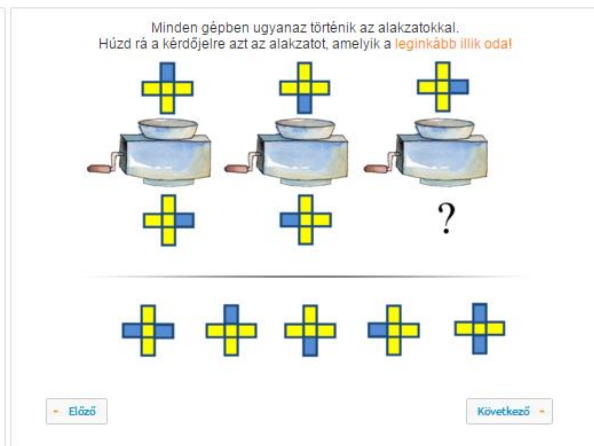 Minden gépben ugyanaz történik az alakzatokkal.
Húzd rá a kérdőjelre azt az alakzatot, amelyik a leginkább illik oda!
?
Előző
Következő